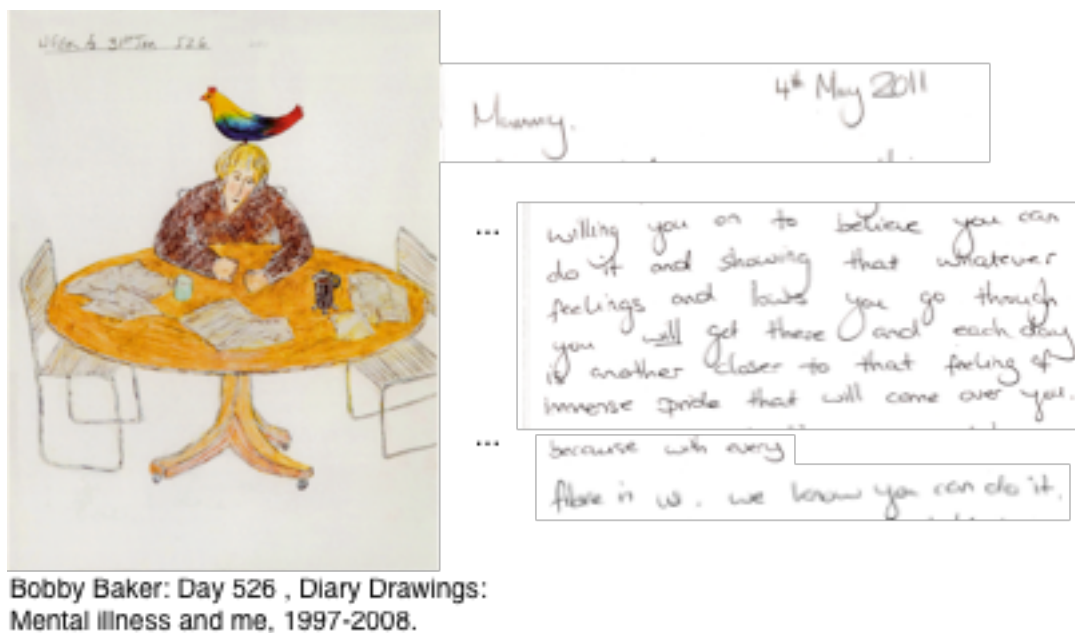 31st Jan 526
4th May 2011
Mummy.
... willing you on to believe you can
do it and showing that whatever
feelings and lows you go through
you will get there and each day
is another closer to that feeling of
immense pride that will come over you.
... because with every
fibre in us. we know you can do it.
Bobby Baker: Day 526 , Diary Drawings:
Mental illness and me, 1997-2008.